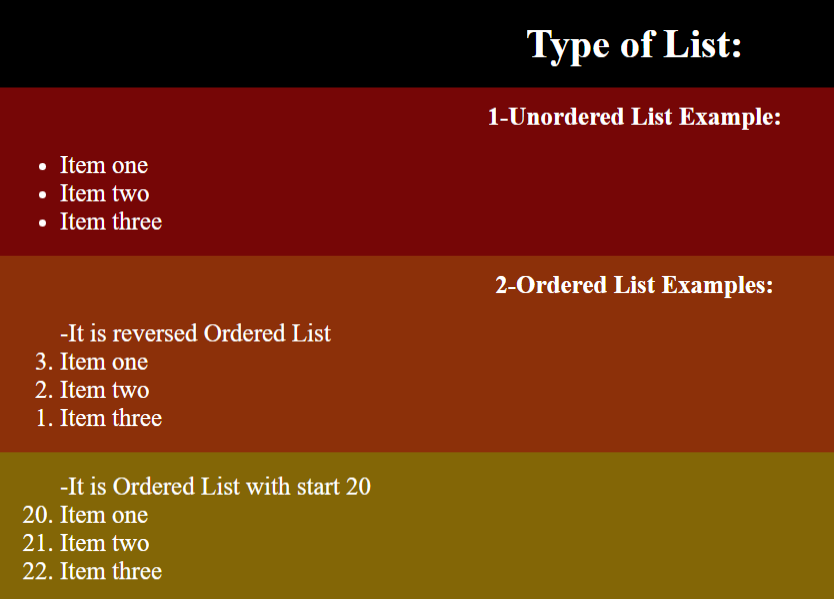 Type of List:
1-Unordered List Example:
• Item one
• Item two
• Item three
2-Ordered List Examples:
-It is reversed Ordered List
3. Item one
2. Item two
1. Item three
-It is Ordered List with start 20
20. Item one
21. Item two
22. Item three